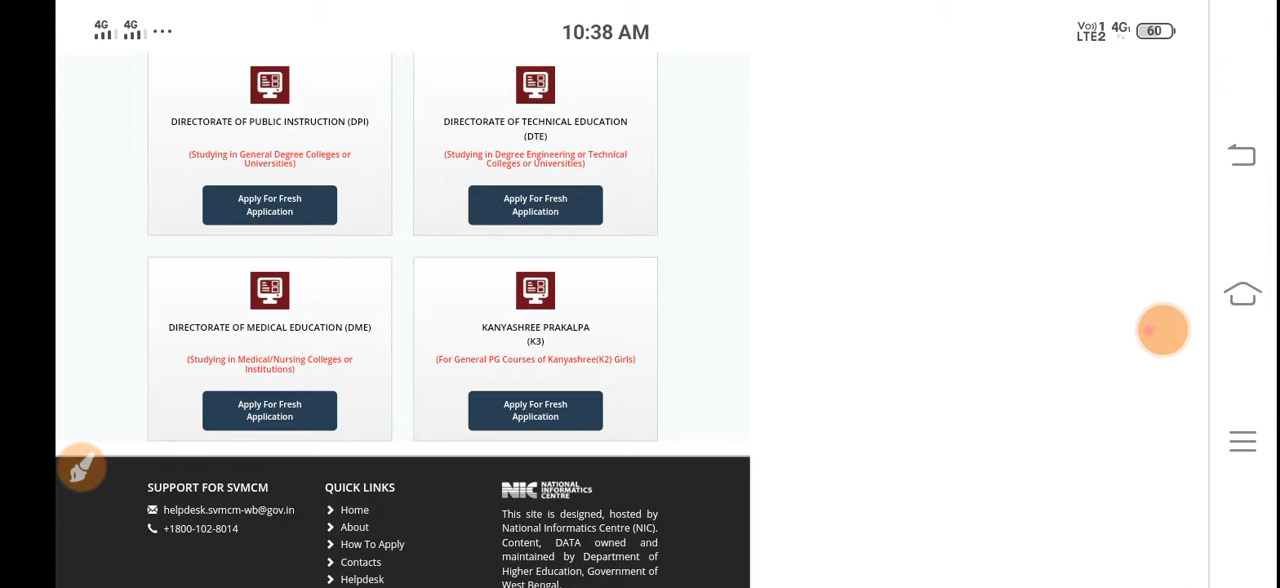 4G 4G ... 10:38 AM Vo)) 1 LTE2 4G 60
DIRECTORATE OF PUBLIC INSTRUCTION (DPI)
(Studying in General Degree Colleges or
Universities)
Apply For Fresh
Application
DIRECTORATE OF TECHNICAL EDUCATION
(DTE)
(Studying in Degree Engineering or Technical
Colleges or Universities)
Apply For Fresh
Application
DIRECTORATE OF MEDICAL EDUCATION (DME)
(Studying in Medical/Nursing Colleges or
Institutions)
Apply For Fresh
Application
KANYASHREE PRAKALPA
(K3)
(For General PG Courses of Kanyashree(K2) Girls)
Apply For Fresh
Application
SUPPORT FOR SVMCM
helpdesk.svmcm-wb@gov.in
+1800-102-8014
QUICK LINKS
Home
About
How To Apply
Contacts
Helpdesk
NIC NATIONAL
INFORMATICS
CENTRE
This site is designed, hosted by
National Informatics Centre (NIC).
Content, DATA owned and
maintained by Department of
Higher Education, Government of
West Bengal.